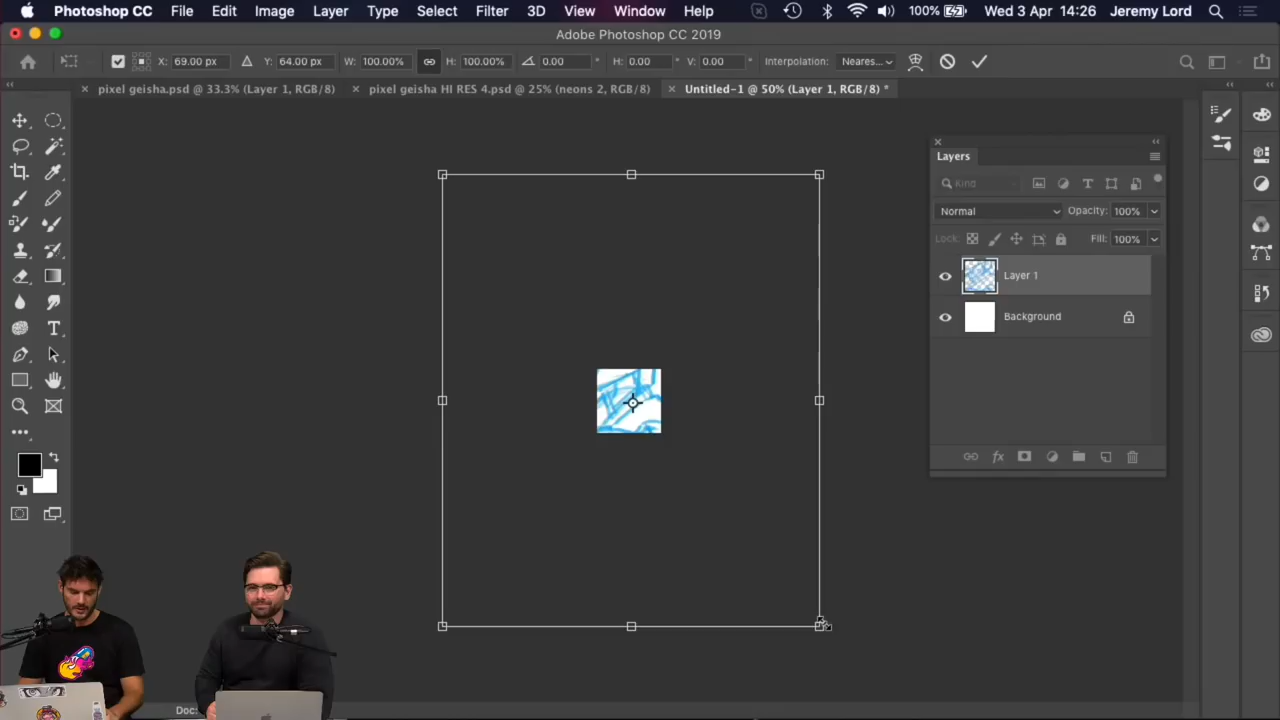 Photoshop CC File Edit Image Layer Type Select Filter 3D View Window Help 100% Wed 3 Apr 14:26 Jeremy Lord
Adobe Photoshop CC 2019
X: 69.00 px Y: 64.00 px W: 100.00% H: 100.00% 0.00 ° H: 0.00 ° V: 0.00 ° Interpolation: Neares...
pixel geisha.psd @ 33.3% (Layer 1, RGB/8) pixel geisha HI RES 4.psd @ 25% (neons 2, RGB/8) Untitled-1 @ 50% (Layer 1, RGB/8) *
Layers
Kind
Normal Opacity: 100%
Lock: Fill: 100%
Layer 1
Background
Doc: